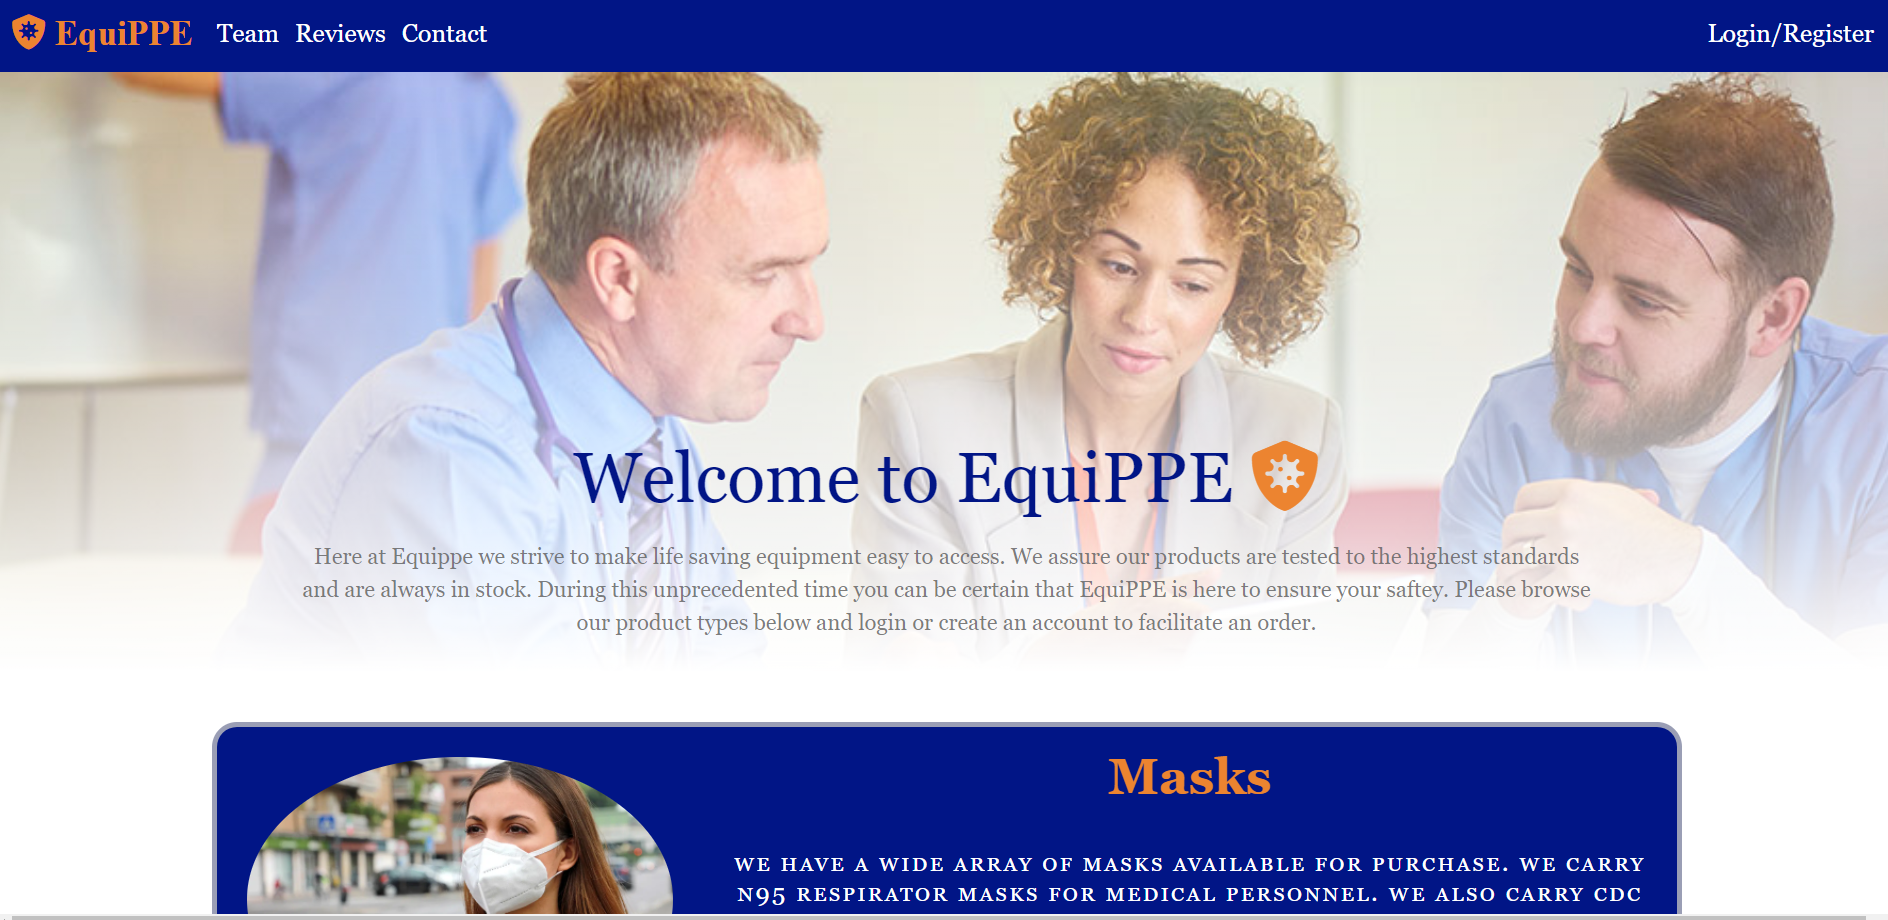 EquiPPE Team Reviews Contact Login/Register
Welcome to EquiPPE
Here at Equippe we strive to make life saving equipment easy to access. We assure our products are tested to the highest standards
and are always in stock. During this unprecedented time you can be certain that EquiPPE is here to ensure your saftey. Please browse
our product types below and login or create an account to facilitate an order.
Masks
WE HAVE A WIDE ARRAY OF MASKS AVAILABLE FOR PURCHASE. WE CARRY
N95 RESPIRATOR MASKS FOR MEDICAL PERSONNEL. WE ALSO CARRY CDC